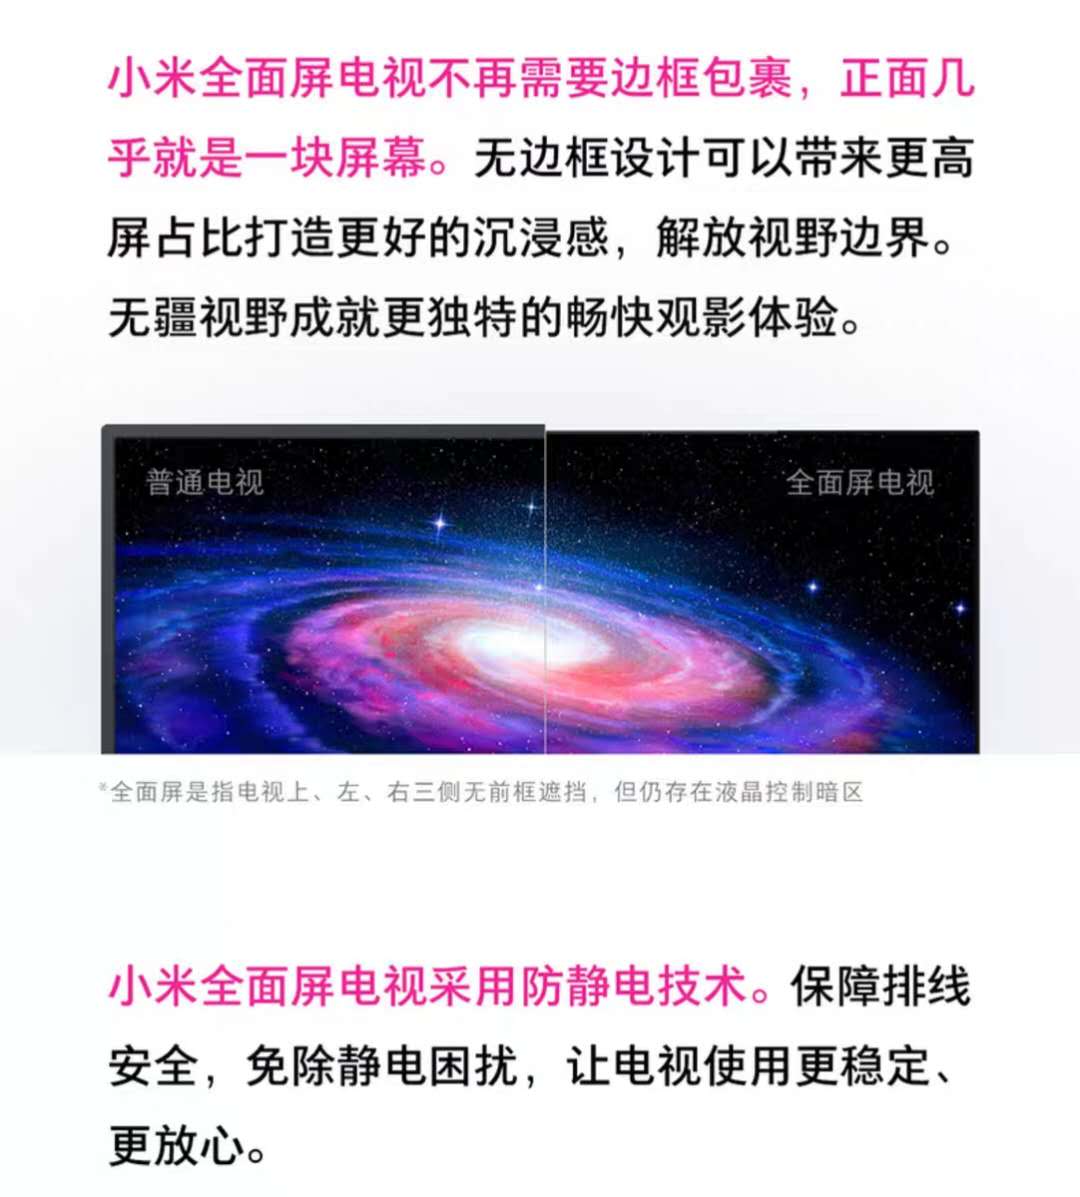 小米全面屏电视不再需要边框包裹，正面几
乎就是一块屏幕。无边框设计可以带来更高
屏占比打造更好的沉浸感，解放视野边界。
无疆视野成就更独特的畅快观影体验。
普通电视
全面屏电视
*全面屏是指电视上、左、右三侧无前框遮挡，但仍存在液晶控制暗区
小米全面屏电视采用防静电技术。保障排线
安全，免除静电困扰，让电视使用更稳定、
更放心。